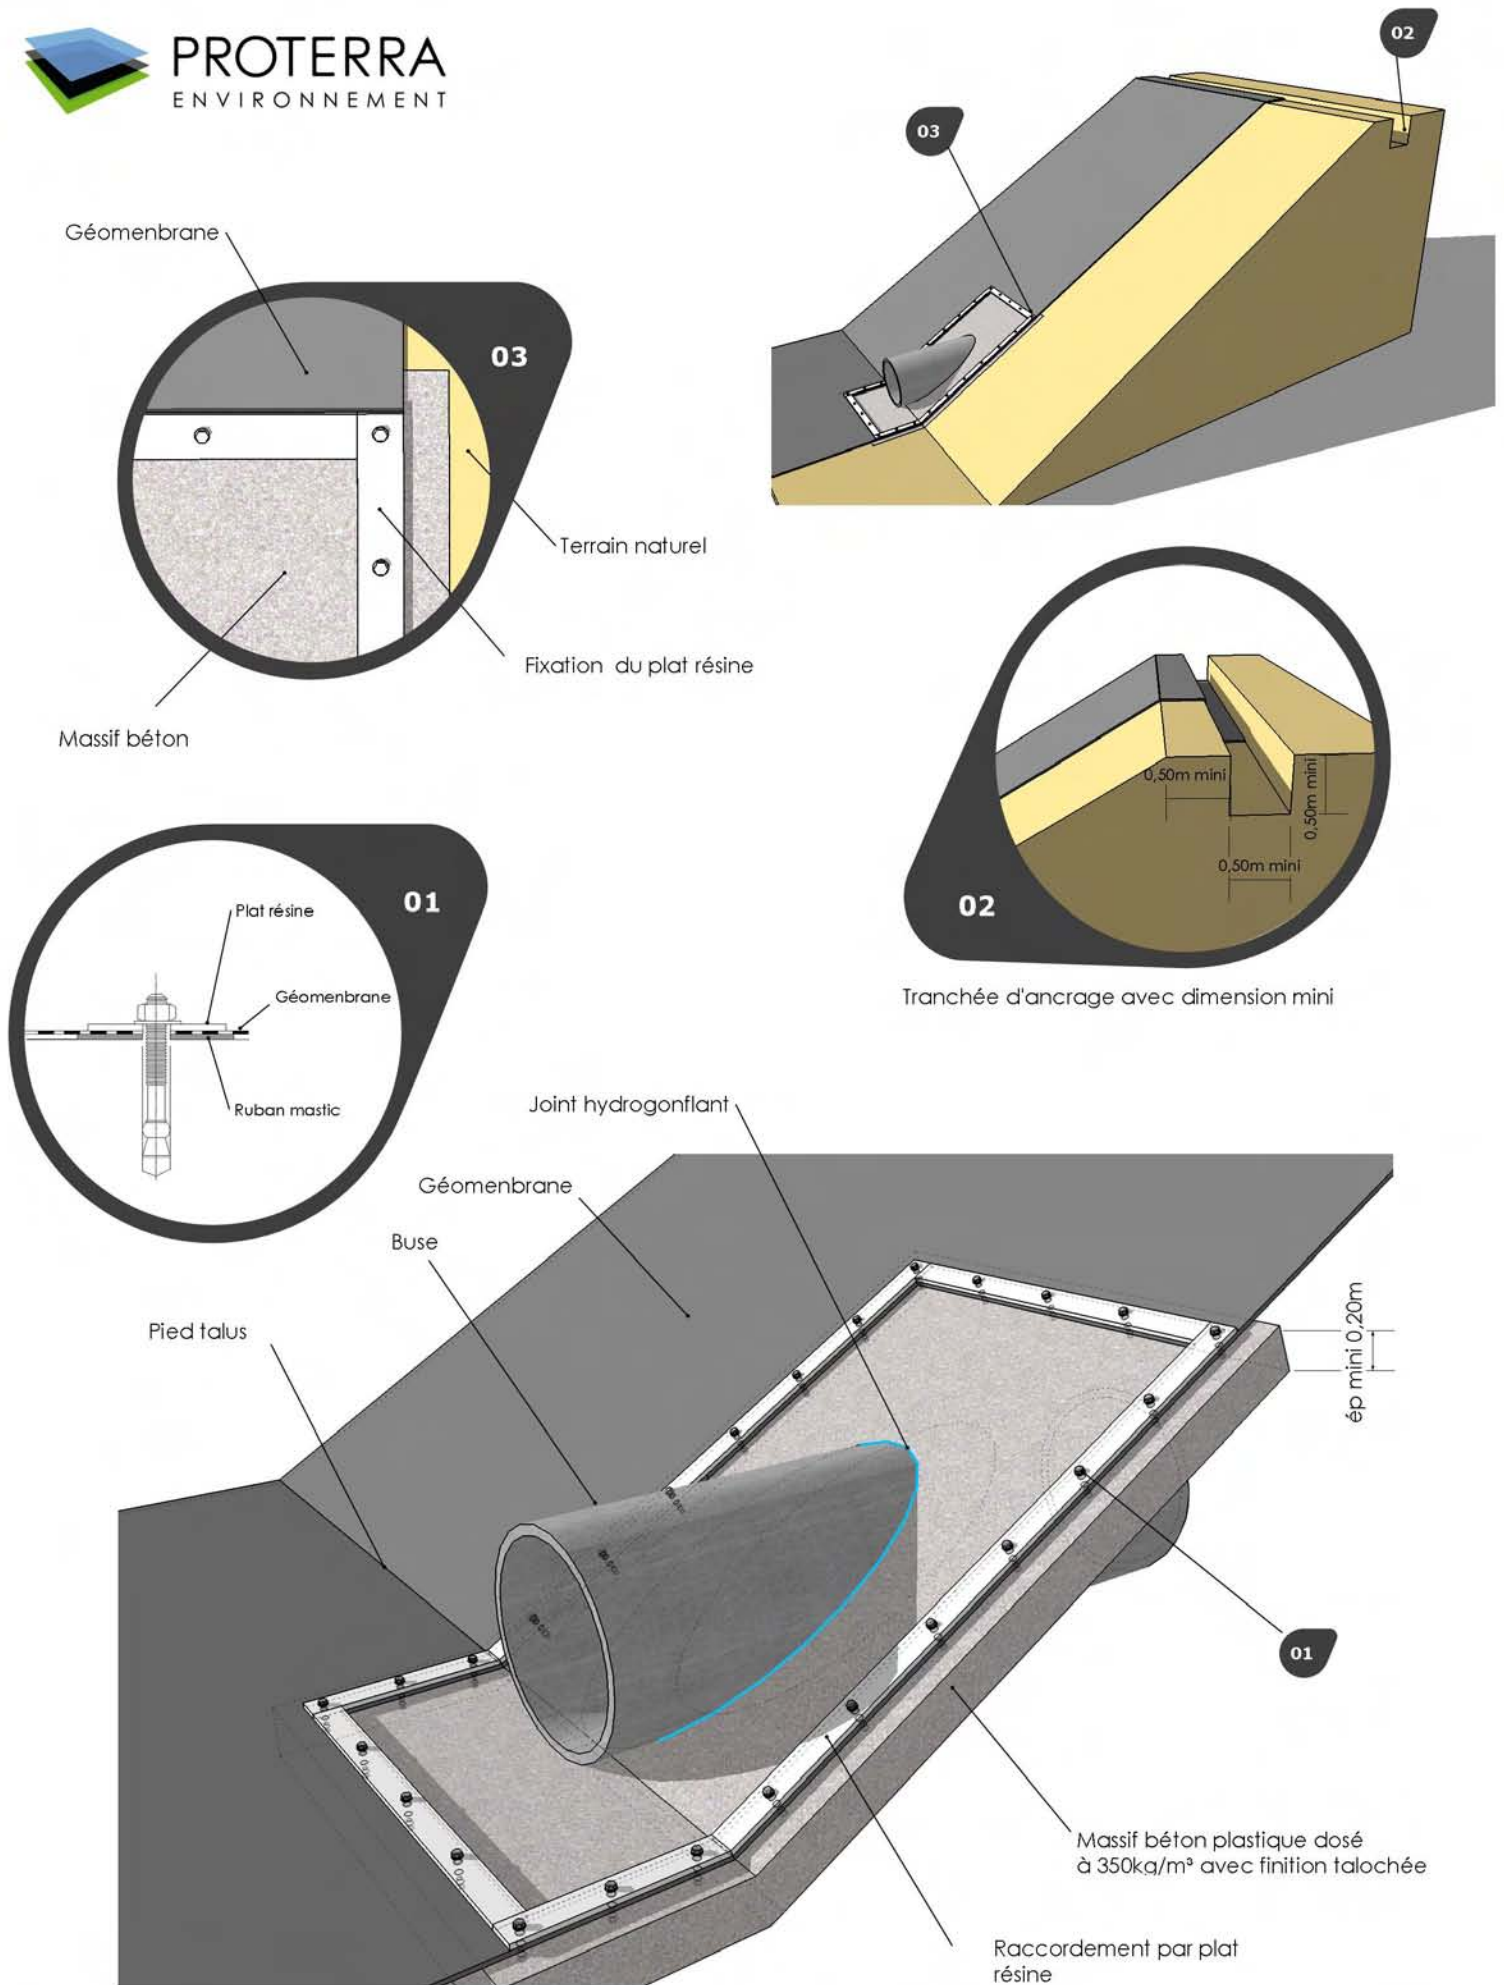 PROTERRA
ENVIRONNEMENT
02
03
Géomenbrane
03
Terrain naturel
Fixation du plat résine
Massif béton
0,50m mini
0,50m mini
0,50m mini
02
Tranchée d'ancrage avec dimension mini
01
Plat résine
Géomenbrane
Ruban mastic
Joint hydrogonflant
Géomenbrane
Buse
Pied talus
ép mini 0,20m
01
Massif béton plastique dosé
à 350kg/m³ avec finition talochée
Raccordement par plat
résine